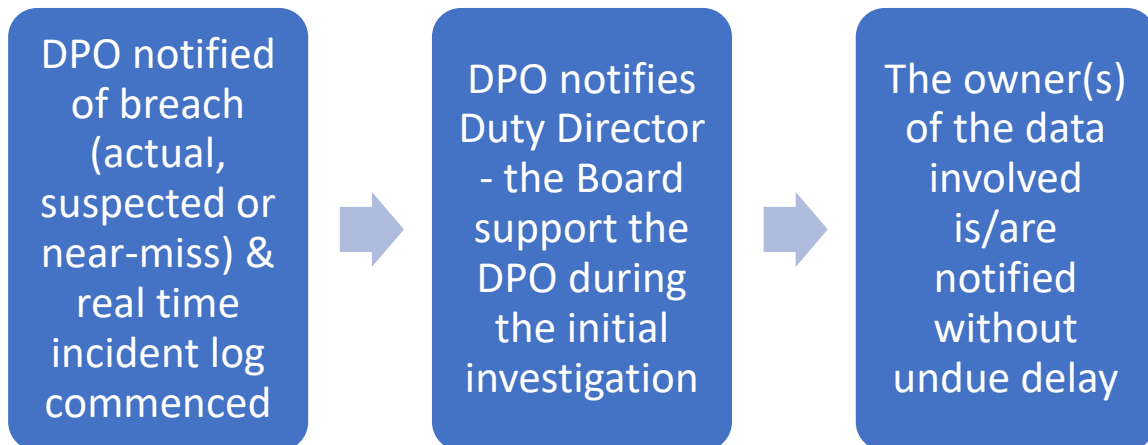 DPO notified
of breach
(actual,
suspected or
near-miss) &
real time
incident log
commenced
DPO notifies
Duty Director
- the Board
support the
DPO during
the initial
investigation
The owner(s)
of the data
involved
is/are
notified
without
undue delay